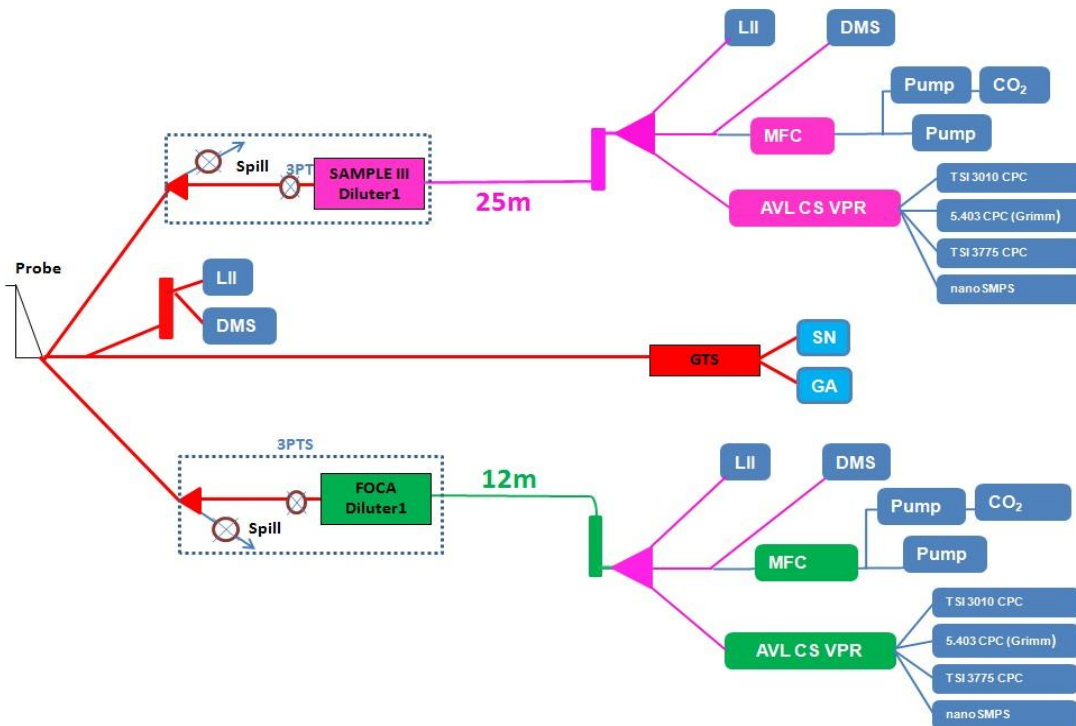 LII
DMS
Pump
CO₂
MFC
Pump
Spill
3PT
SAMPLE III
Diluter1
25m
AVL CS VPR
TSI 3010 CPC
5.403 CPC (Grimm)
TSI 3775 CPC
nanoSMPS
Probe
LII
DMS
GTS
SN
GA
3PTS
FOCA
Diluter1
Spill
12m
LII
DMS
Pump
CO₂
MFC
Pump
AVL CS VPR
TSI 3010 CPC
5.403 CPC (Grimm)
TSI 3775 CPC
nanoSMPS